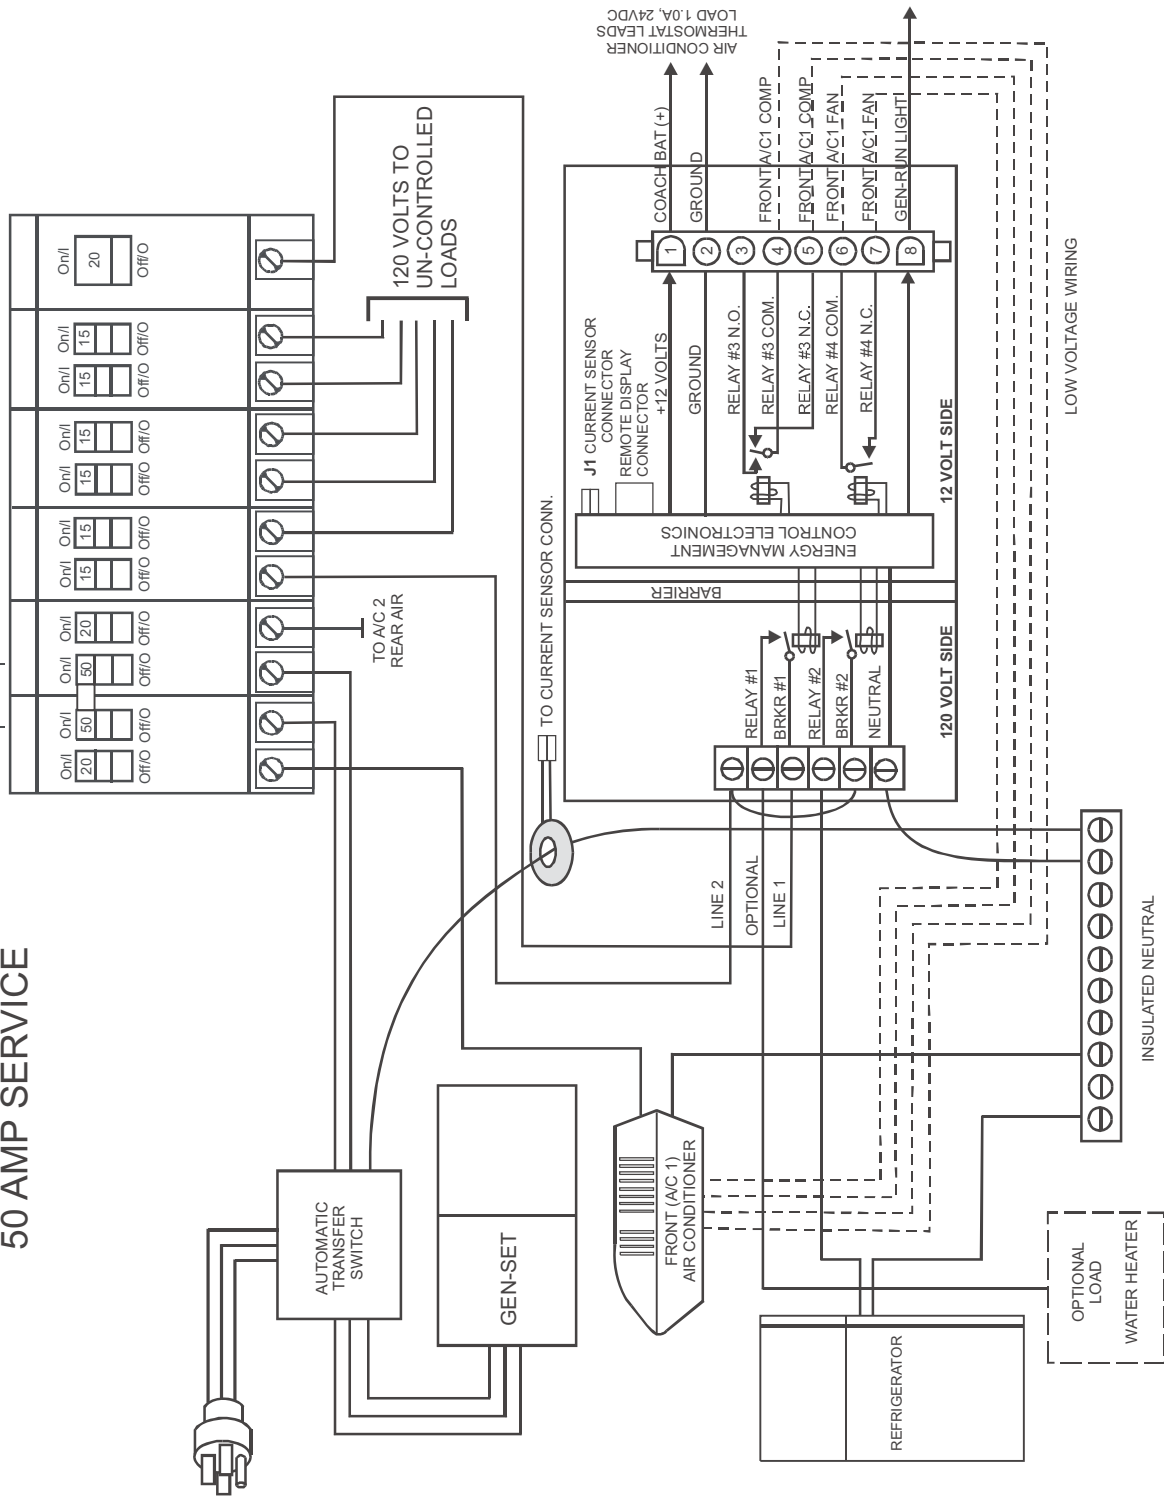 50 AMP SERVICE
On/I
20
Off/O
On/I
50
Off/O
On/I
50
Off/O
On/I
20
Off/O
On/I
15
Off/O
On/I
15
Off/O
On/I
15
Off/O
On/I
15
Off/O
On/I
15
Off/O
On/I
15
Off/O
On/I
20
Off/O
TO A/C 2
REAR AIR
120 VOLTS TO
UN-CONTROLLED
LOADS
AUTOMATIC
TRANSFER
SWITCH
GEN-SET
TO CURRENT SENSOR CONN.
FRONT (A/C 1)
AIR CONDITIONER
REFRIGERATOR
OPTIONAL
LOAD
WATER HEATER
INSULATED NEUTRAL
LINE 2
OPTIONAL
LINE 1
RELAY #1
BRKR #1
RELAY #2
BRKR #2
NEUTRAL
120 VOLT SIDE
BARRIER
ENERGY MANAGEMENT
CONTROL ELECTRONICS
12 VOLT SIDE
J1 CURRENT SENSOR
CONNECTOR
REMOTE DISPLAY
CONNECTOR
+12 VOLTS
GROUND
RELAY #3 N.O.
RELAY #3 COM.
RELAY #3 N.C.
RELAY #4 COM.
RELAY #4 N.C.
1
2
3
4
5
6
7
8
COACH BAT (+)
GROUND
FRONT A/C1 COMP
FRONT A/C1 COMP
FRONT A/C1 FAN
FRONT A/C1 FAN
GEN-RUN LIGHT
AIR CONDITIONER
THERMOSTAT LEADS
LOAD 1.0A, 24VDC
LOW VOLTAGE WIRING